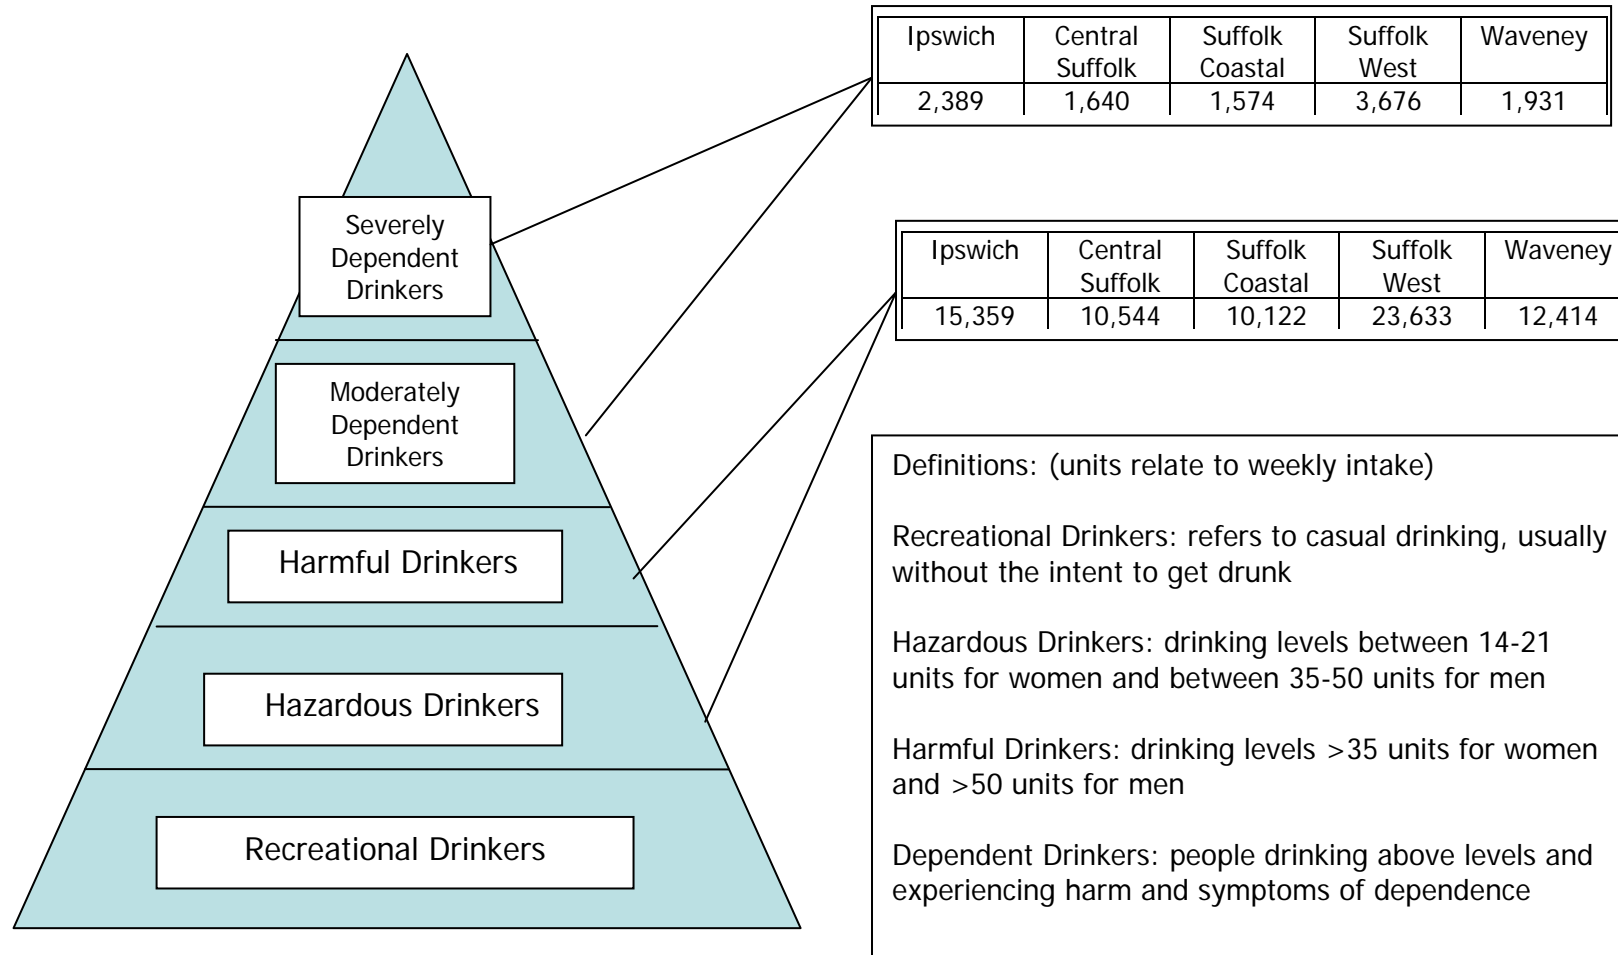 Ipswich Central Suffolk Suffolk Waveney
Suffolk Coastal West
2,389 1,640 1,574 3,676 1,931
Severely
Dependent
Drinkers
Ipswich Central Suffolk Suffolk Waveney
Suffolk Coastal West
15,359 10,544 10,122 23,633 12,414
Moderately
Dependent
Drinkers
Harmful Drinkers
Hazardous Drinkers
Recreational Drinkers
Definitions: (units relate to weekly intake)
Recreational Drinkers: refers to casual drinking, usually
without the intent to get drunk
Hazardous Drinkers: drinking levels between 14-21
units for women and between 35-50 units for men
Harmful Drinkers: drinking levels >35 units for women
and >50 units for men
Dependent Drinkers: people drinking above levels and
experiencing harm and symptoms of dependence